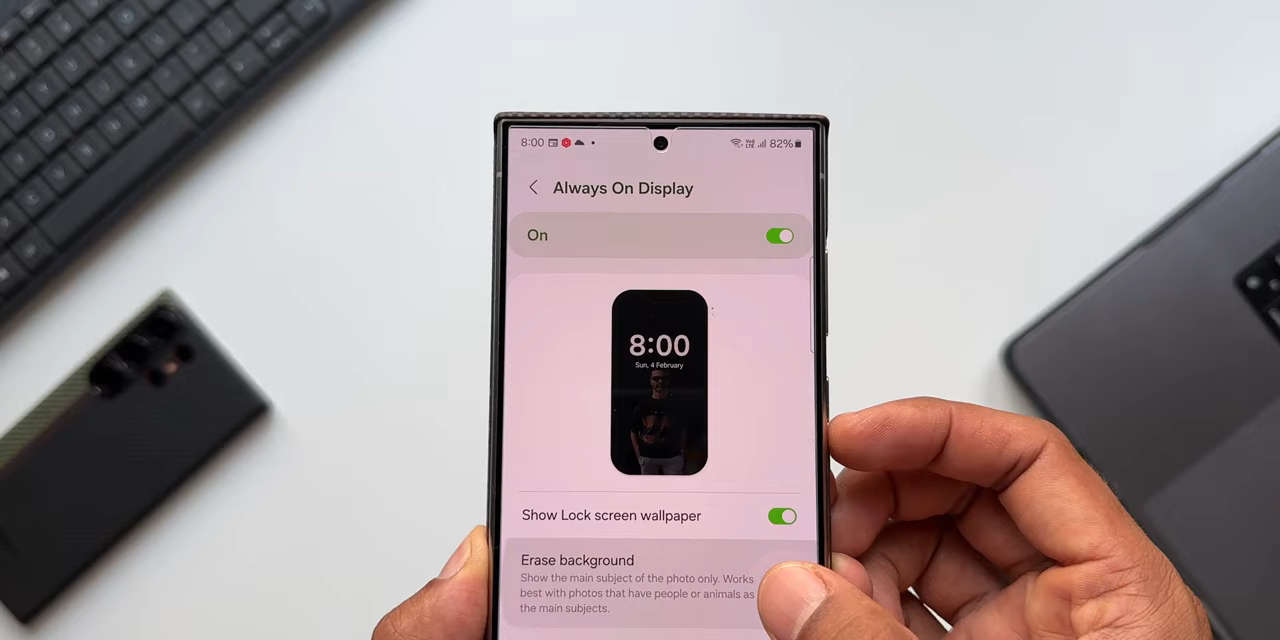 8:00
Vo)) LTE
82%
Always On Display
On
8:00
Sun, 4 February
Show Lock screen wallpaper
Erase background
Show the main subject of the photo only. Works
best with photos that have people or animals as
the main subjects.